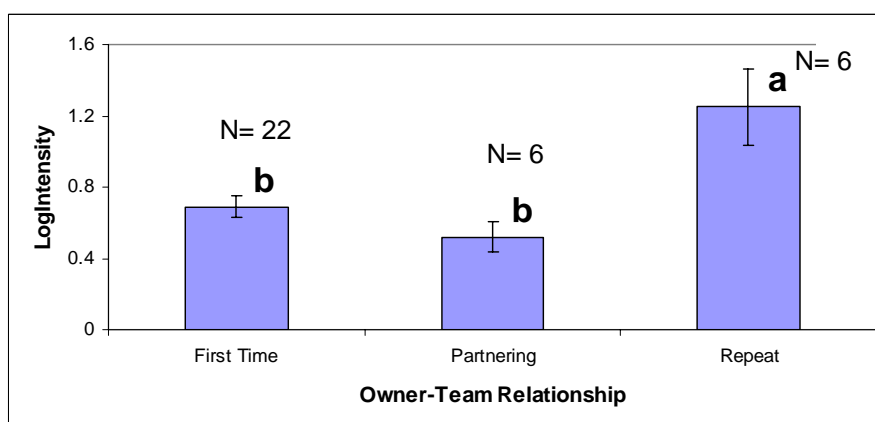 1.6
1.2
0.8
0.4
0
LogIntensity
N= 22
b
N= 6
b
a
N= 6
First Time
Partnering
Repeat
Owner-Team Relationship